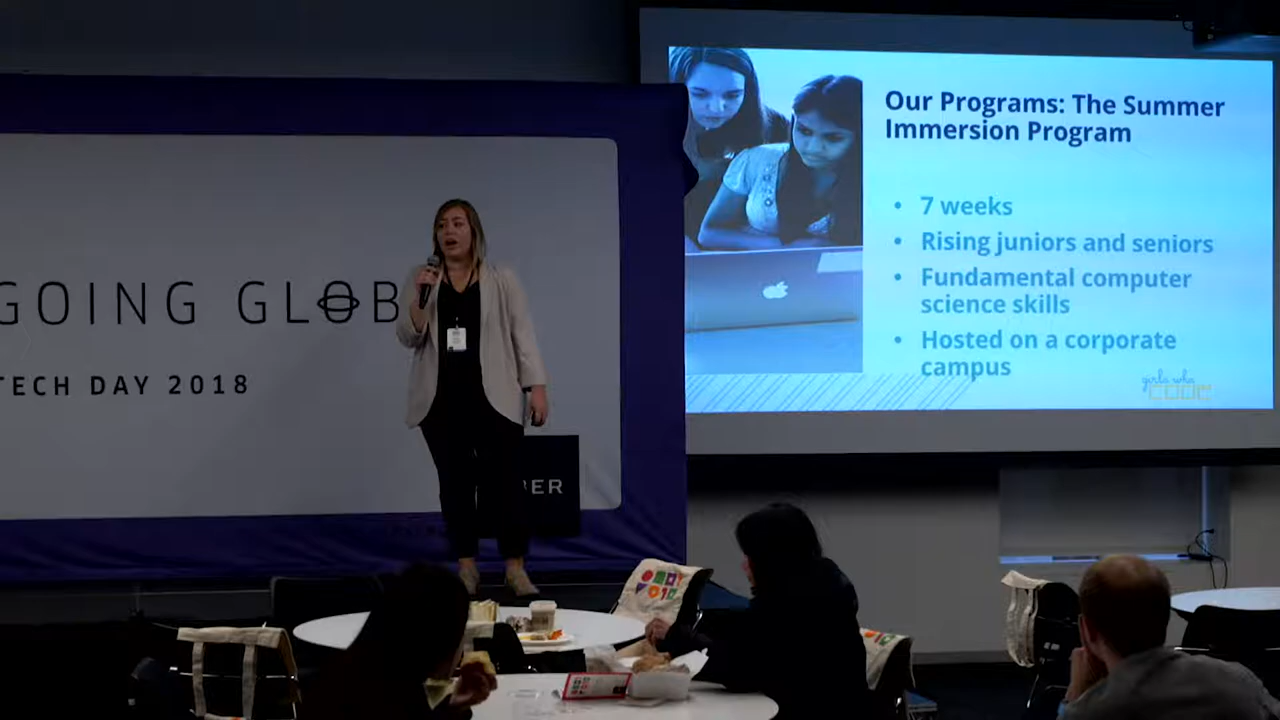 GOING GLOB
TECH DAY 2018
BER
Our Programs: The Summer
Immersion Program
• 7 weeks
• Rising juniors and seniors
• Fundamental computer
science skills
• Hosted on a corporate
campus
girls who
CODE